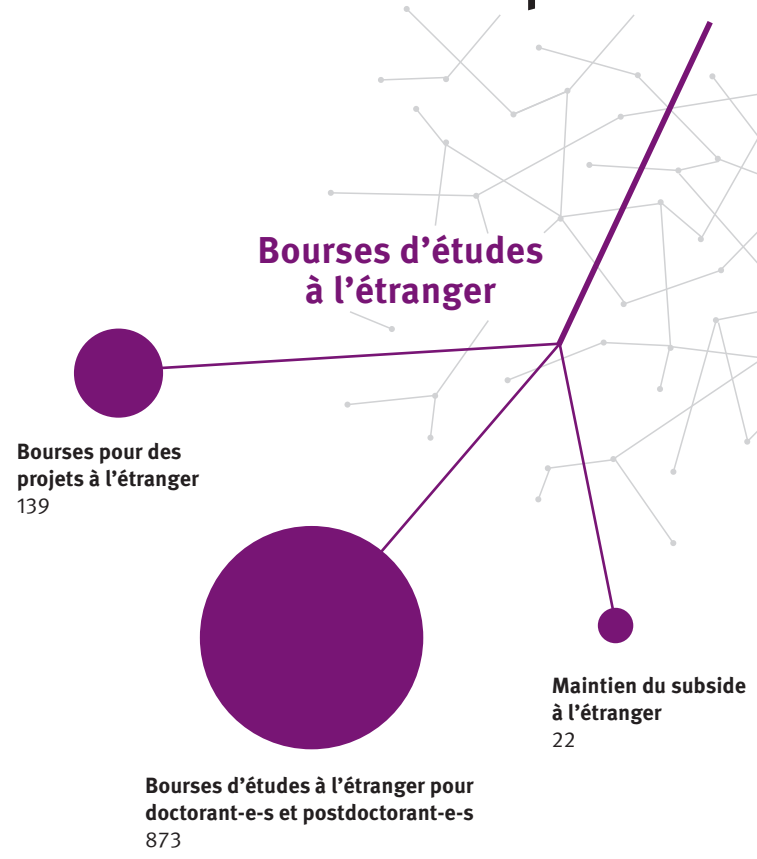 Bourses d'études
à l'étranger
Bourses pour des
projets à l'étranger
139
Maintien du subside
à l'étranger
22
Bourses d'études à l'étranger pour
doctorant-e-s et postdoctorant-e-s
873